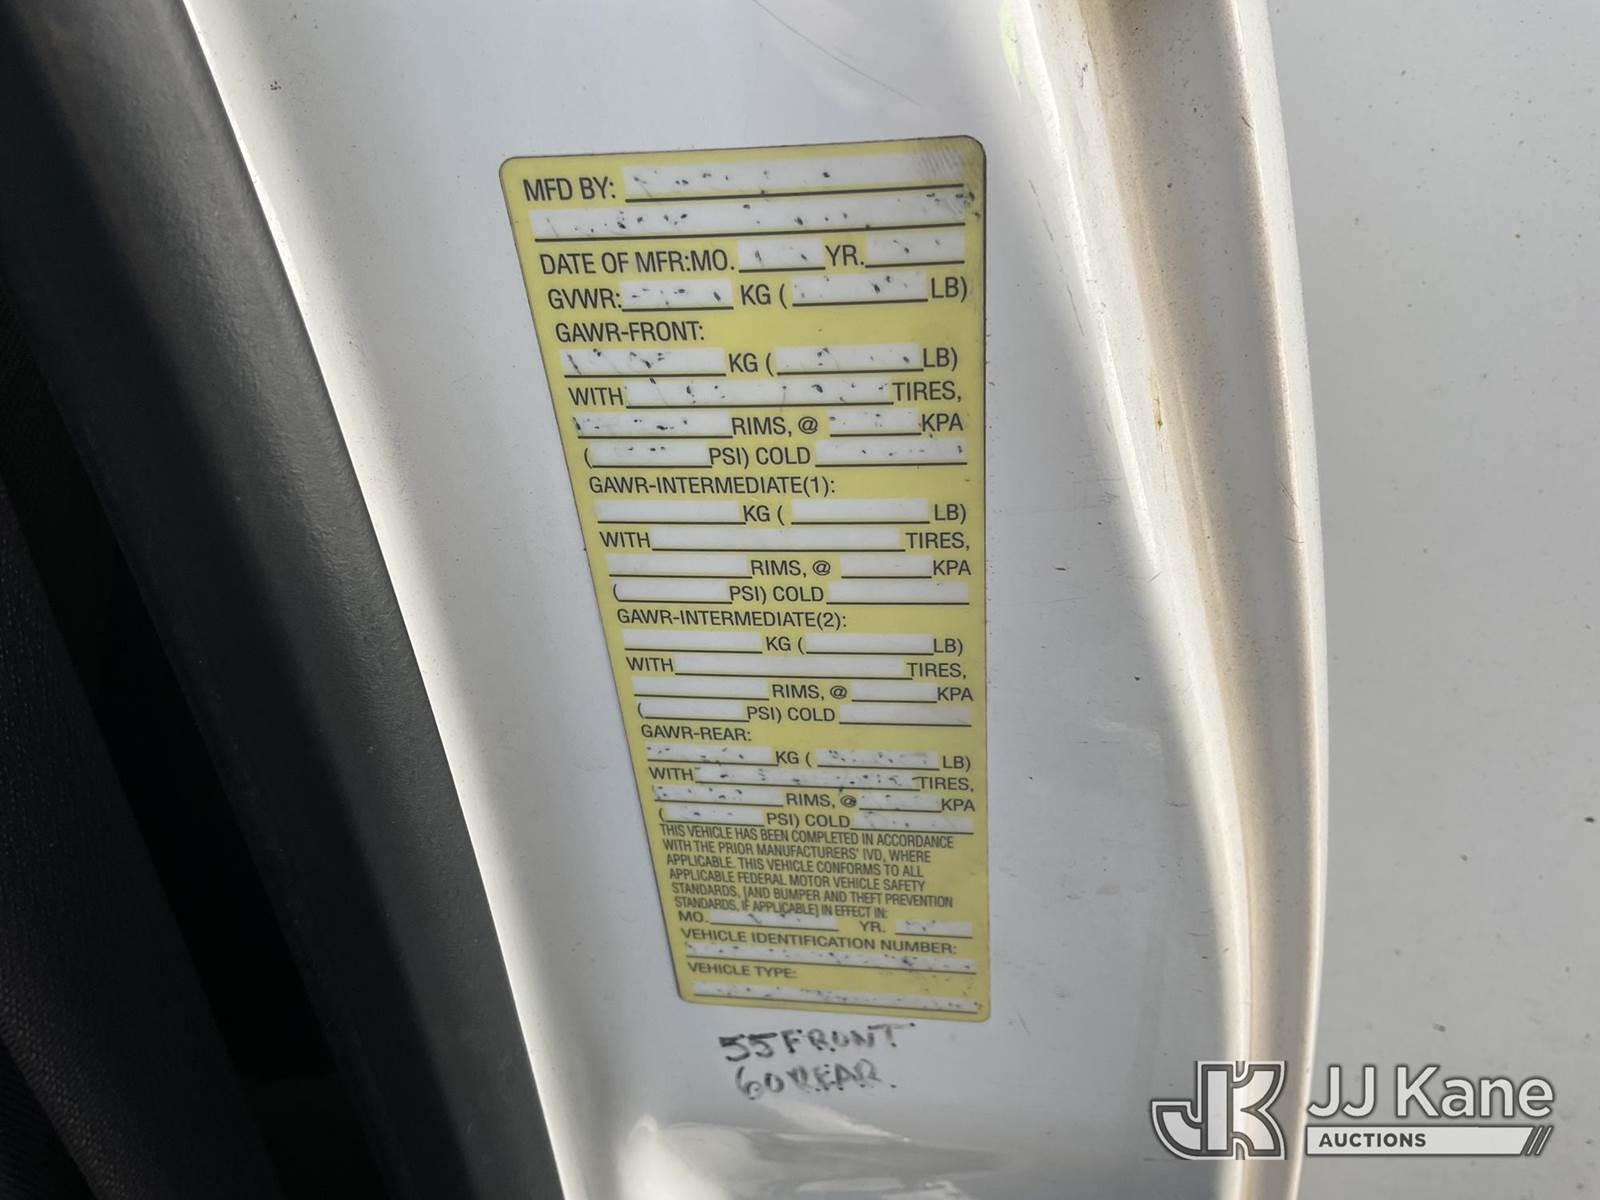 MFD BY:
DATE OF MFR:MO. YR.
GVWR: KG ( LB)
GAWR-FRONT:
KG ( LB)
WITH TIRES,
RIMS, @ KPA
( PSI) COLD
GAWR-INTERMEDIATE(1):
KG ( LB)
WITH TIRES,
RIMS, @ KPA
( PSI) COLD
GAWR-INTERMEDIATE(2):
KG ( LB)
WITH TIRES,
RIMS, @ KPA
( PSI) COLD
GAWR-REAR:
KG ( LB)
WITH TIRES,
RIMS, @ KPA
( PSI) COLD
THIS VEHICLE HAS BEEN COMPLETED IN ACCORDANCE
WITH THE PRIOR MANUFACTURERS' IVD, WHERE
APPLICABLE. THIS VEHICLE CONFORMS TO ALL
APPLICABLE FEDERAL MOTOR VEHICLE SAFETY
STANDARDS, [AND BUMPER AND THEFT PREVENTION
STANDARDS, IF APPLICABLE] IN EFFECT IN:
MO. YR.
VEHICLE IDENTIFICATION NUMBER:
VEHICLE TYPE:
55 FRONT
60 REAR.
JK JJ Kane
AUCTIONS